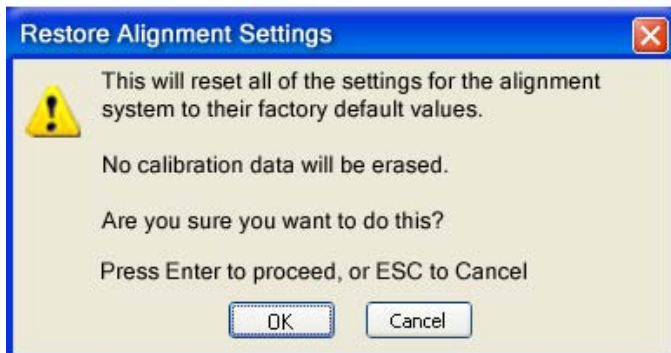 Restore Alignment Settings
This will reset all of the settings for the alignment
system to their factory default values.
No calibration data will be erased.
Are you sure you want to do this?
Press Enter to proceed, or ESC to Cancel
OK
Cancel